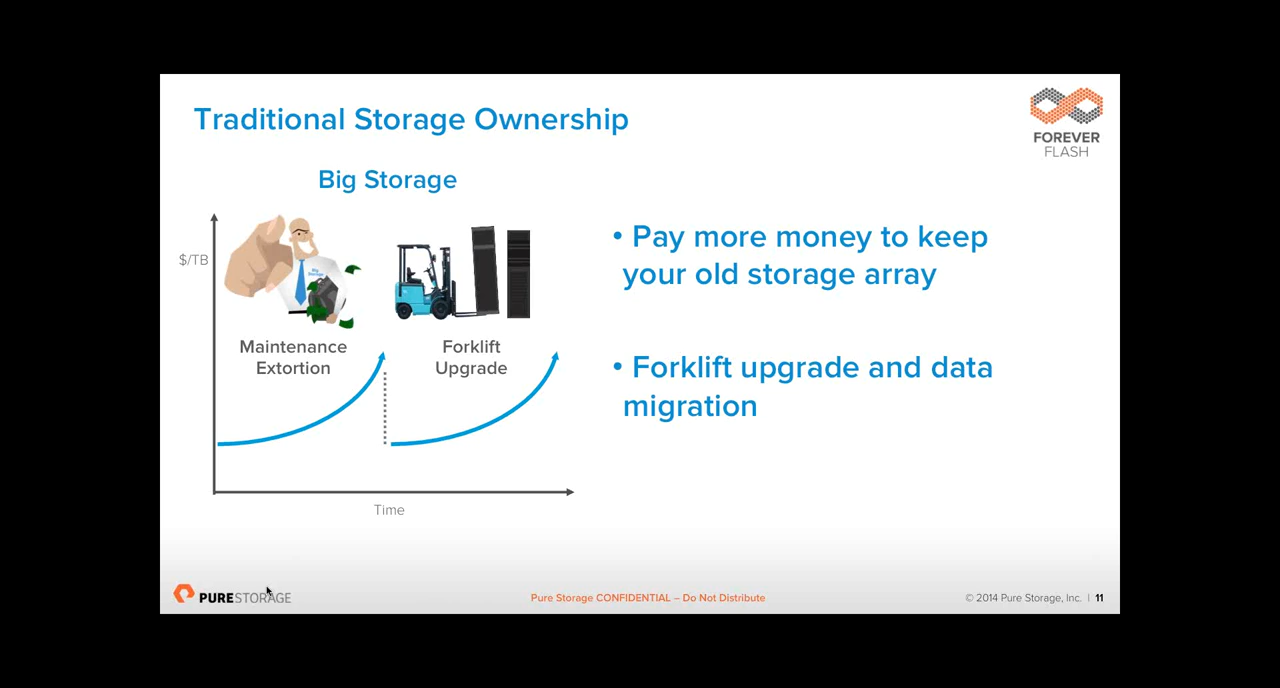 Traditional Storage Ownership
FOREVER
FLASH
Big Storage
$/TB
Big
Storage
Maintenance
Extortion
Forklift
Upgrade
Time
• Pay more money to keep
your old storage array
• Forklift upgrade and data
migration
PURESTORAGE
Pure Storage CONFIDENTIAL – Do Not Distribute
© 2014 Pure Storage, Inc. | 11